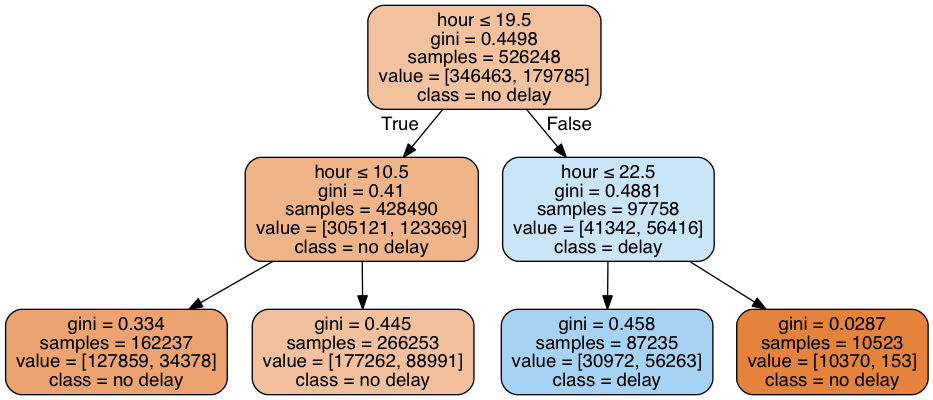 hour ≤ 19.5
gini = 0.4498
samples = 526248
value = [346463, 179785]
class = no delay
True
False
hour ≤ 10.5
gini = 0.41
samples = 428490
value = [305121, 123369]
class = no delay
hour ≤ 22.5
gini = 0.4881
samples = 97758
value = [41342, 56416]
class = delay
gini = 0.334
samples = 162237
value = [127859, 34378]
class = no delay
gini = 0.445
samples = 266253
value = [177262, 88991]
class = no delay
gini = 0.458
samples = 87235
value = [30972, 56263]
class = delay
gini = 0.0287
samples = 10523
value = [10370, 153]
class = no delay